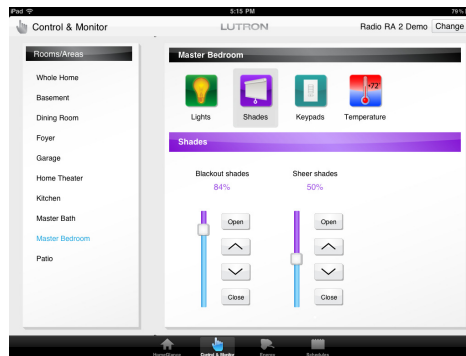 iPad 5:15 PM 79%
Control & Monitor LUTRON Radio RA 2 Demo Change
Rooms/Areas
Whole Home
Basement
Dining Room
Foyer
Garage
Home Theater
Kitchen
Master Bath
Master Bedroom
Patio
Master Bedroom
72
Lights Shades Keypads Temperature
Shades
Blackout shades Sheer shades
84% 50%
Open Open
Close Close
HomeGlance Control & Monitor Scenes Schedules